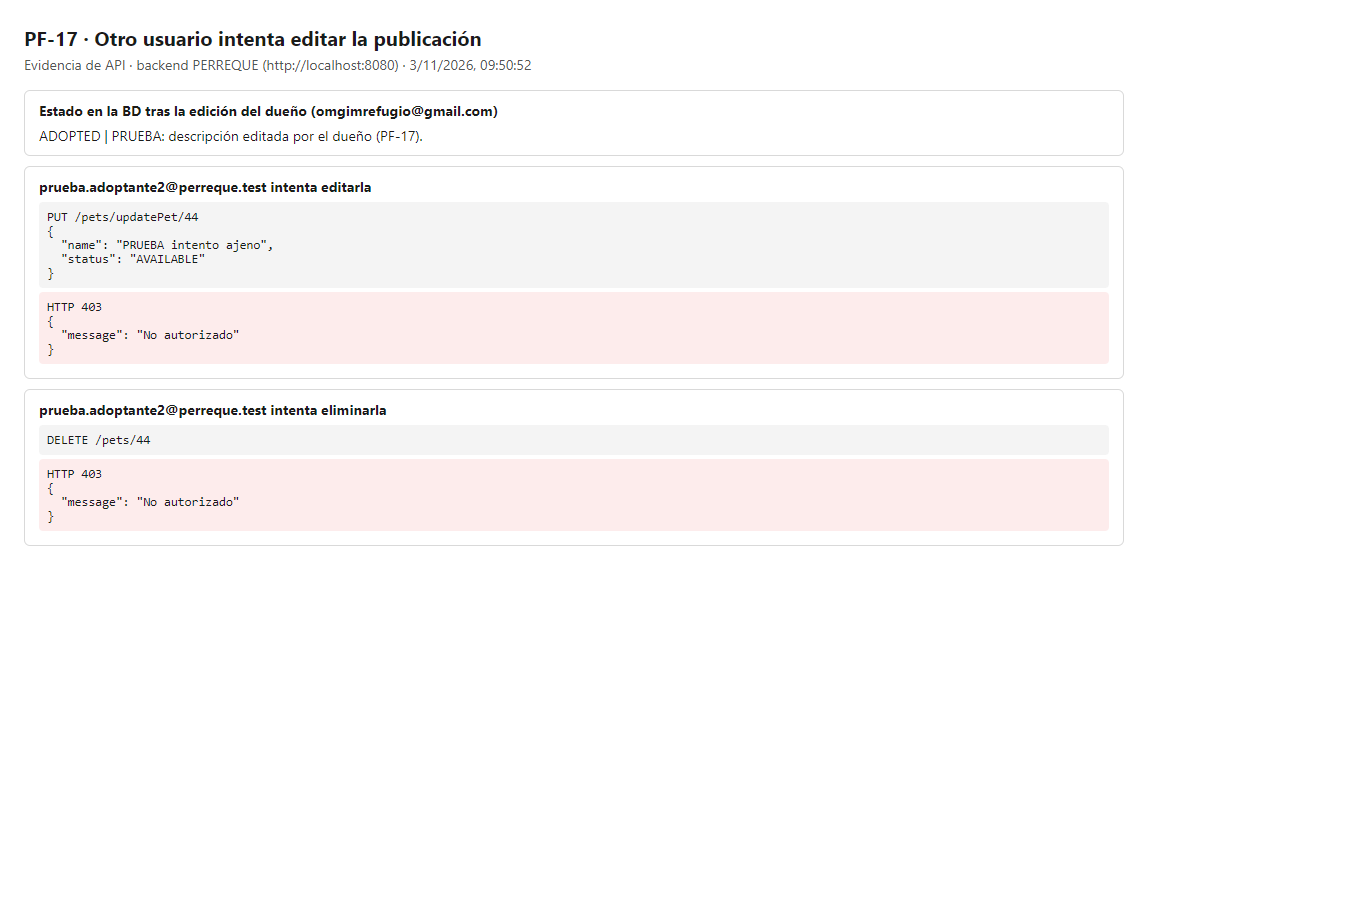 PF-17 · Otro usuario intenta editar la publicación
Evidencia de API · backend PERREQUE (http://localhost:8080) · 3/11/2026, 09:50:52
Estado en la BD tras la edición del dueño (omgimrefugio@gmail.com)
ADOPTED | PRUEBA: descripción editada por el dueño (PF-17).
prueba.adoptante2@perreque.test intenta editarla
PUT /pets/updatePet/44
{
  "name": "PRUEBA intento ajeno",
  "status": "AVAILABLE"
}
HTTP 403
{
  "message": "No autorizado"
}
prueba.adoptante2@perreque.test intenta eliminarla
DELETE /pets/44
HTTP 403
{
  "message": "No autorizado"
}